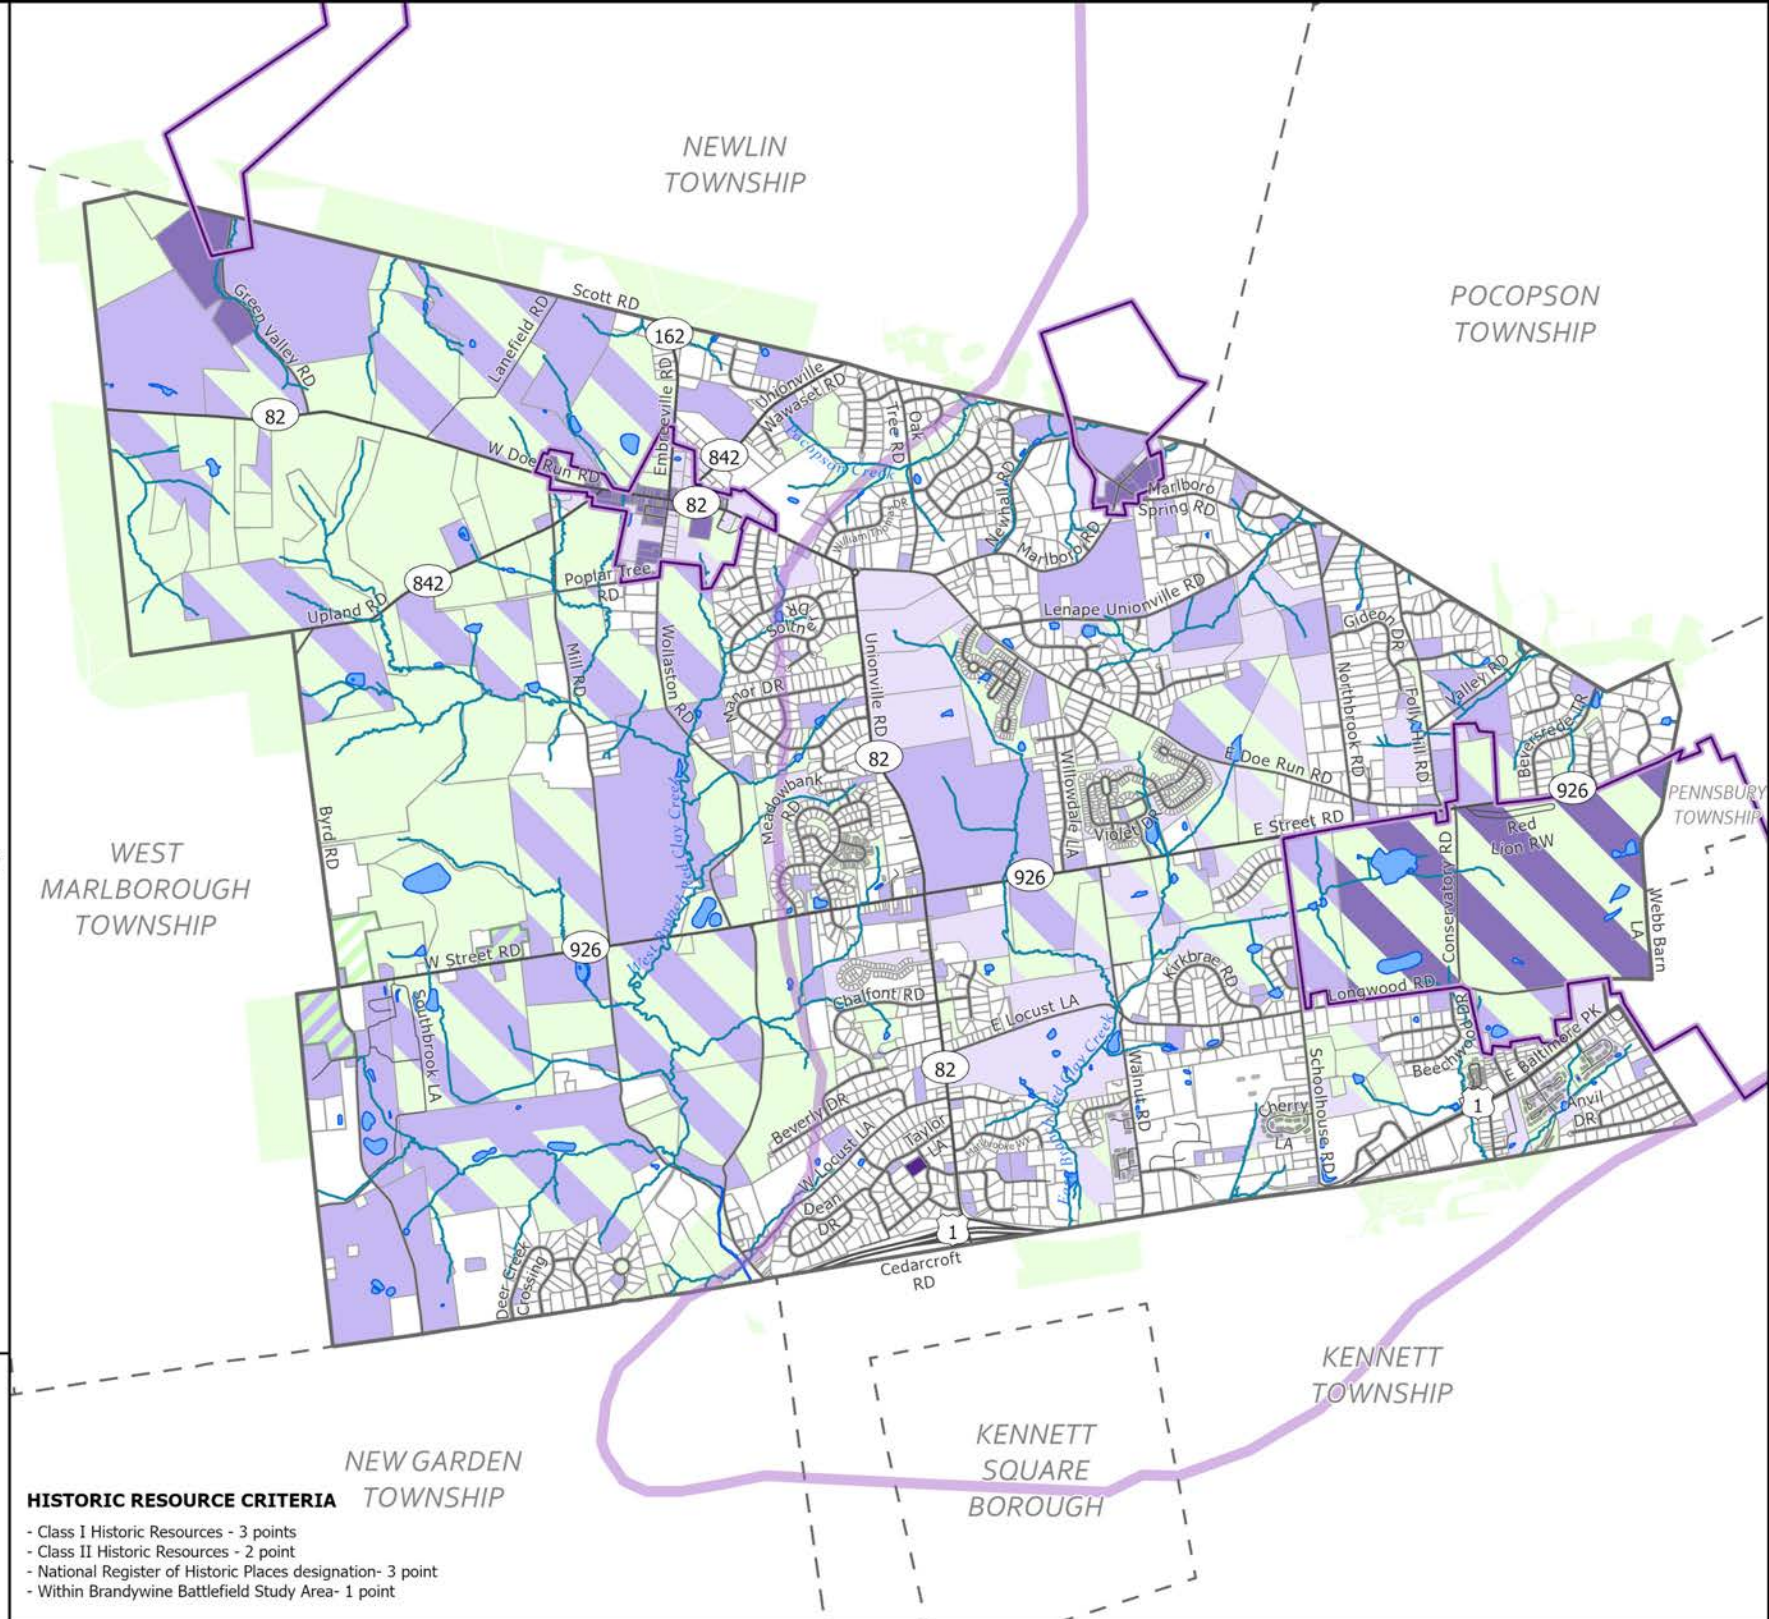 NEWLIN
TOWNSHIP
POCOPSON
TOWNSHIP
Scott RD
162
Green Valley RD
Lanefield RD
Embreeville RD
Unionville
Wawaset RD
Oak
Tree RD
82
W Doe Run RD
842
Pocopson Creek
82
William Thomas DR
Newhall RD
Marlboro
Spring RD
Marlboro RD
842
Poplar Tree
RD
Upland RD
Lenape Unionville RD
Gideon DR
Mill RD
Wollaston RD
Soltner
DR
Unionville RD
Manor DR
Northbrook RD
Folly Hill RD
Valley RD
Beversrede TR
82
Willowdale LA
E Doe Run RD
Meadowbank
RD
Violet DR
E Street RD
926
PENNSBURY
TOWNSHIP
Byrd RD
West Branch Red Clay Creek
Red
Lion RW
Conservatory RD
WEST
MARLBOROUGH
TOWNSHIP
926
Webb Barn
LA
W Street RD
926
Kirkbrae RD
Longwood RD
Southbrook LA
Chalfont RD
E Locust LA
East Branch Red Clay Creek
82
Walnut RD
Schoolhouse RD
Beechwood DR
E Baltimore PK
1
Anvil
DR
Cherry
LA
Beverly DR
W Locust LA
Taylor
LA
Dean
DR
1
Cedarcroft
RD
Deer Creek
Crossing
KENNETT
TOWNSHIP
NEW GARDEN
TOWNSHIP
KENNETT
SQUARE
BOROUGH
HISTORIC RESOURCE CRITERIA
- Class I Historic Resources - 3 points
- Class II Historic Resources - 2 point
- National Register of Historic Places designation- 3 point
- Within Brandywine Battlefield Study Area- 1 point